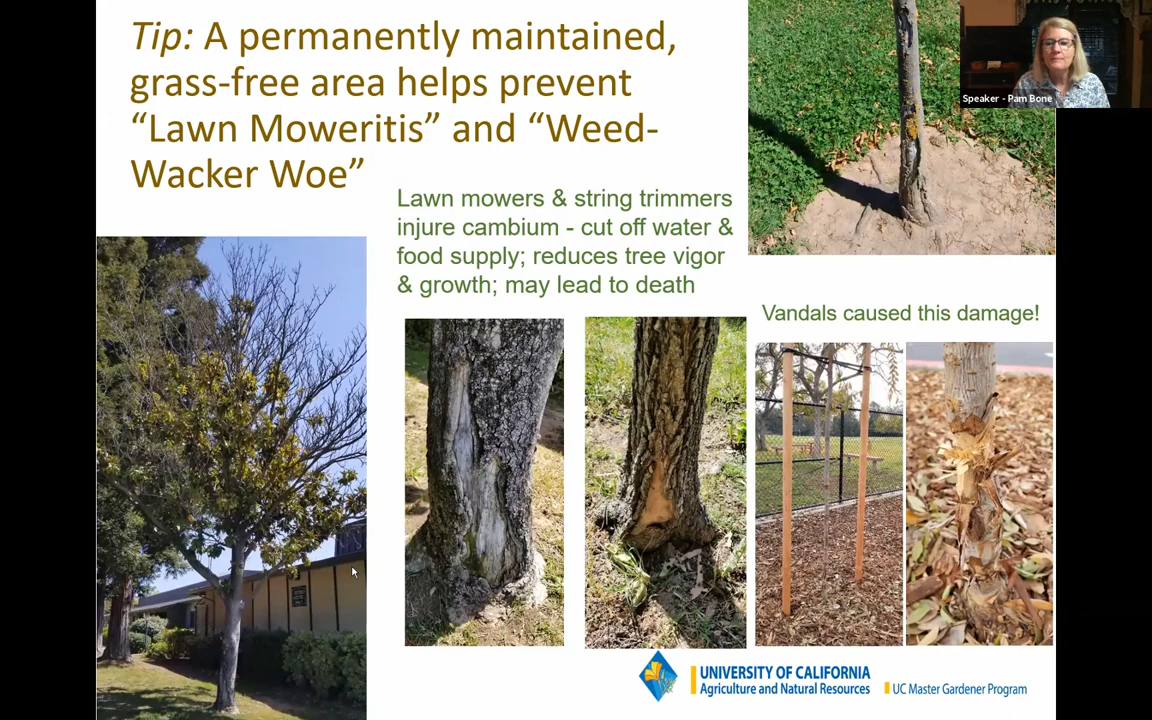 Tip: A permanently maintained,
grass-free area helps prevent
“Lawn Moweritis” and “Weed-
Wacker Woe”
Speaker - Pam Bone
Lawn mowers & string trimmers
injure cambium - cut off water &
food supply; reduces tree vigor
& growth; may lead to death
Vandals caused this damage!
UNIVERSITY OF CALIFORNIA
Agriculture and Natural Resources
UC Master Gardener Program